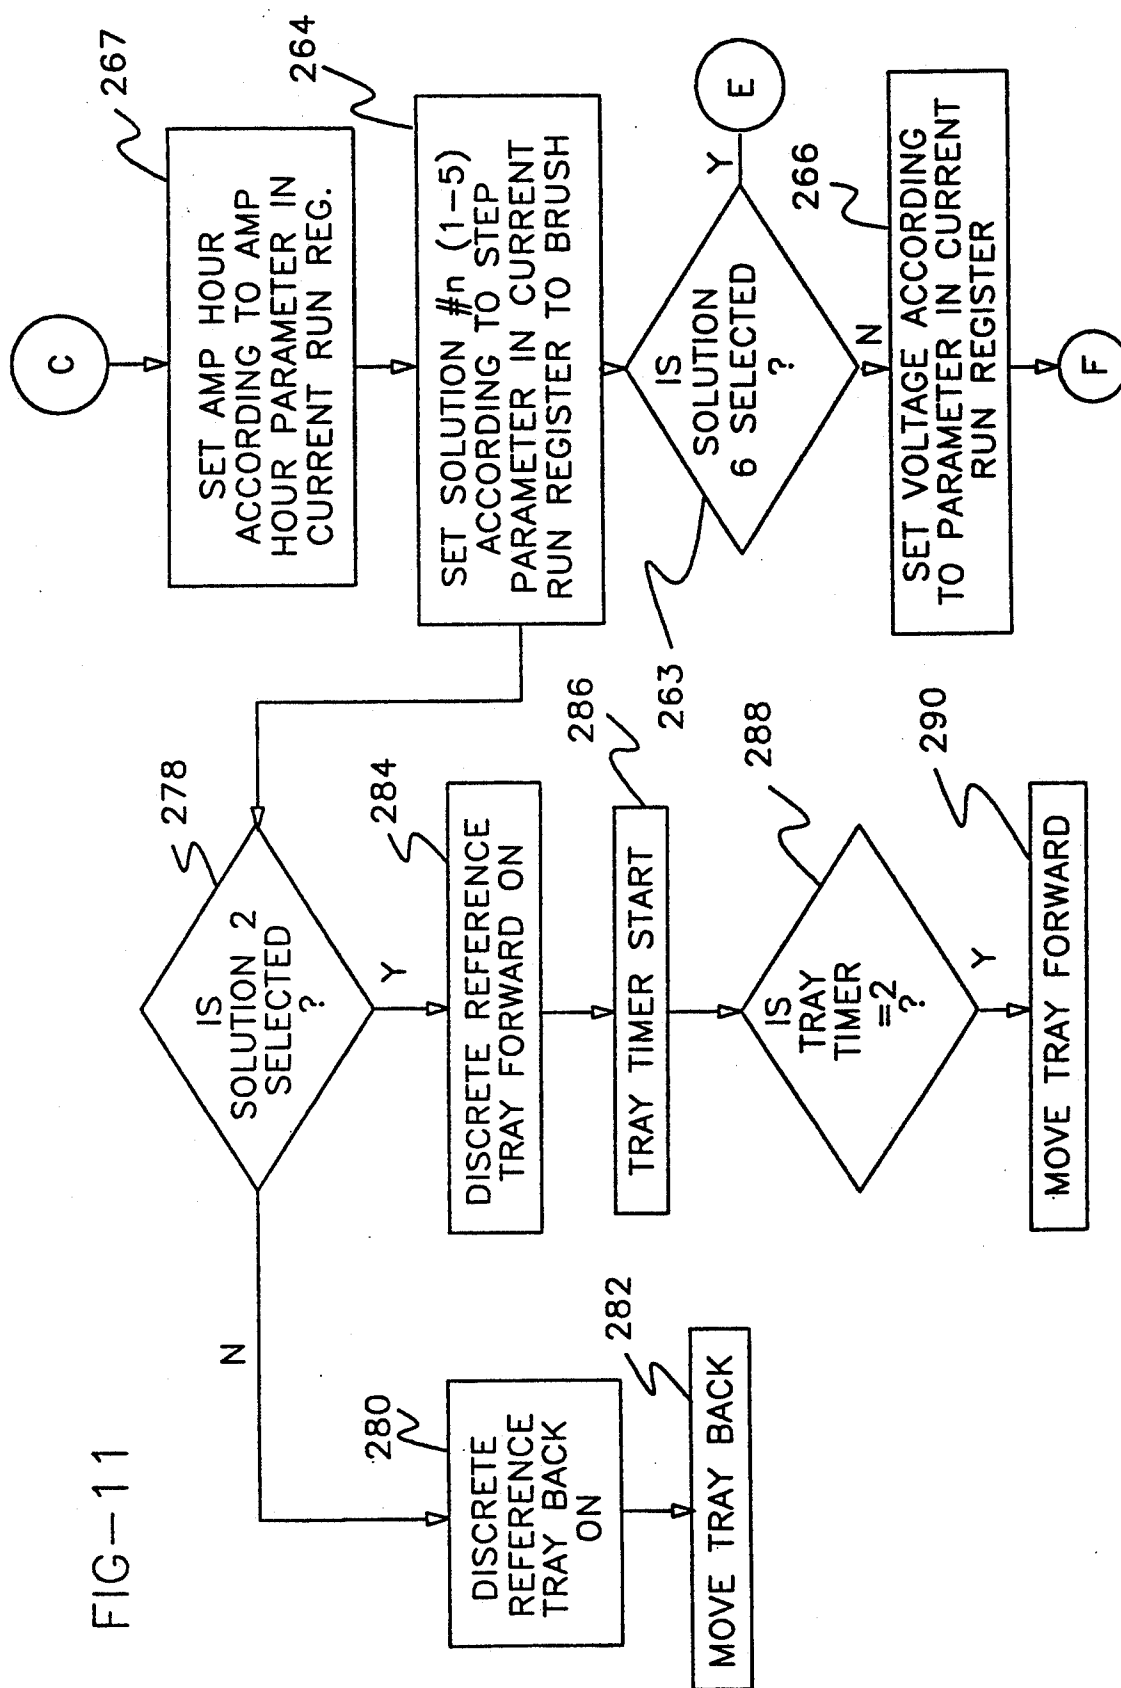 FIG-11
C
267
SET AMP HOUR
ACCORDING TO AMP
HOUR PARAMETER IN
CURRENT RUN REG.
264
SET SOLUTION #n (1-5)
ACCORDING TO STEP
PARAMETER IN CURRENT
RUN REGISTER TO BRUSH
263
IS
SOLUTION
6 SELECTED
?
Y
E
N
266
SET VOLTAGE ACCORDING
TO PARAMETER IN CURRENT
RUN REGISTER
F
278
IS
SOLUTION 2
SELECTED
?
N
Y
284
DISCRETE REFERENCE
TRAY FORWARD ON
286
TRAY TIMER START
288
IS
TRAY
TIMER
=2
?
Y
290
MOVE TRAY FORWARD
280
DISCRETE
REFERENCE
TRAY BACK
ON
282
MOVE TRAY BACK